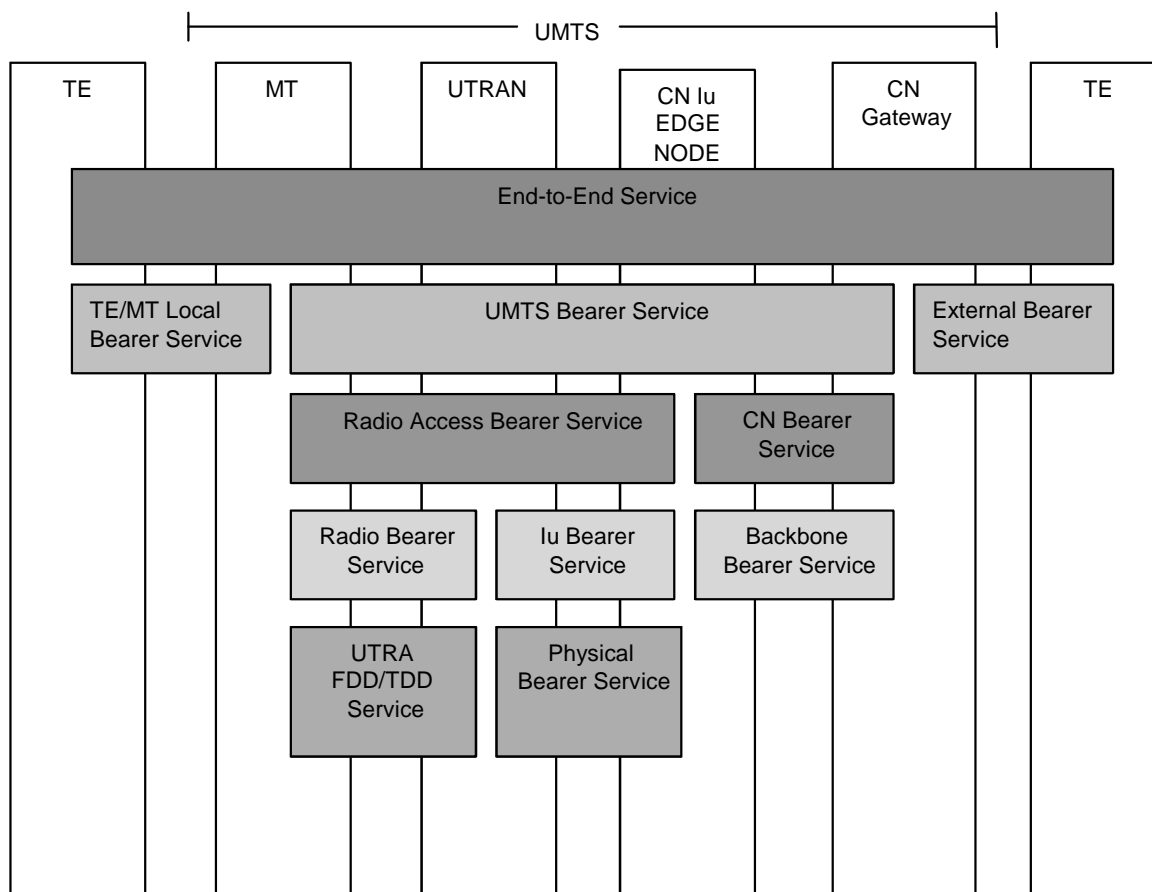 UMTS
TE
MT
UTRAN
CN Iu
EDGE
NODE
CN
Gateway
TE
End-to-End Service
TE/MT Local
Bearer Service
UMTS Bearer Service
External Bearer
Service
Radio Access Bearer Service
CN Bearer
Service
Radio Bearer
Service
Iu Bearer
Service
Backbone
Bearer Service
UTRA
FDD/TDD
Service
Physical
Bearer Service